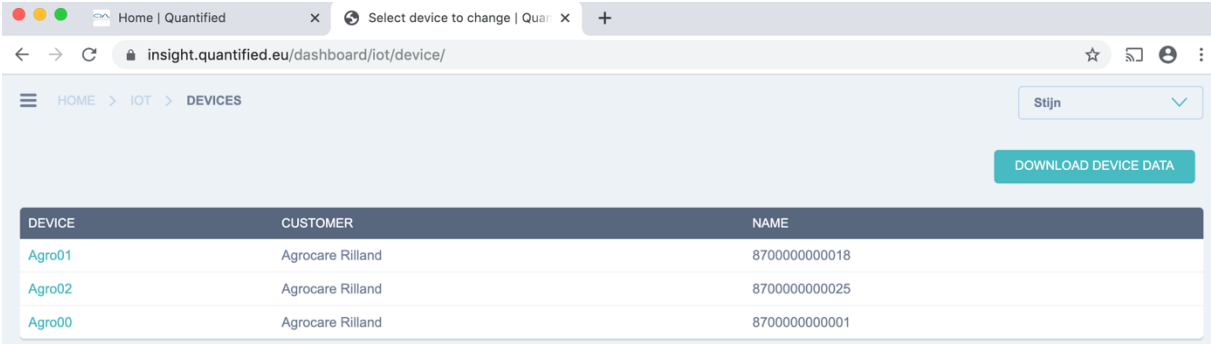 Home | Quantified
Select device to change | Quan
insight.quantified.eu/dashboard/iot/device/
HOME > IOT > DEVICES
Stijn
DOWNLOAD DEVICE DATA
DEVICE CUSTOMER NAME
Agro01 Agrocare Rilland 8700000000018
Agro02 Agrocare Rilland 8700000000025
Agro00 Agrocare Rilland 8700000000001